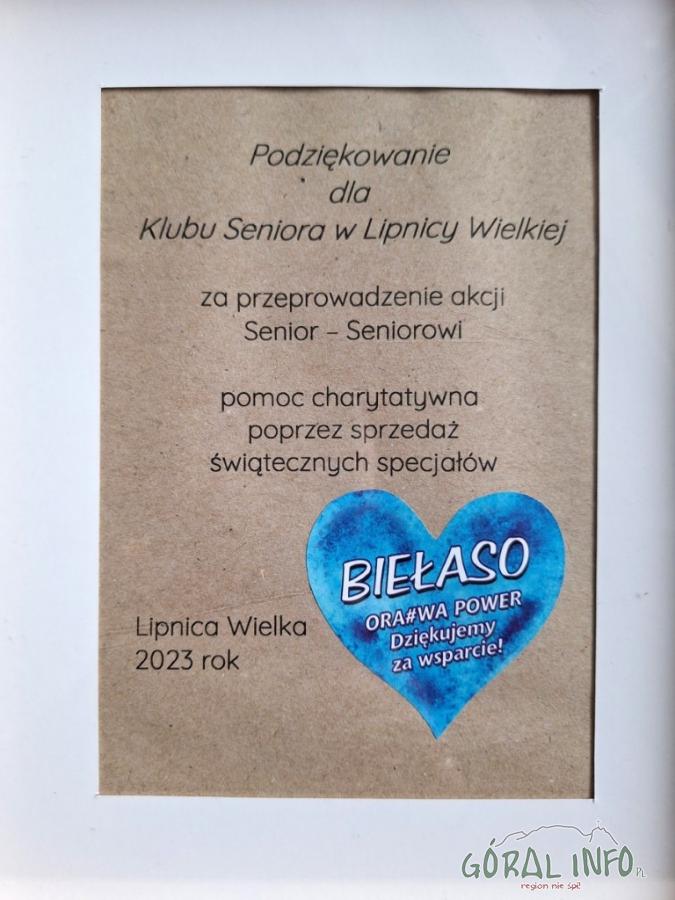 Podziękowanie
dla
Klubu Seniora w Lipnicy Wielkiej
za przeprowadzenie akcji
Senior – Seniorowi
pomoc charytatywna
poprzez sprzedaż
świątecznych specjałów
BIEŁASO
ORA#WA POWER
Dziękujemy
za wsparcie!
Lipnica Wielka
2023 rok
GÓRAL INFO.PL
region nie śpi!